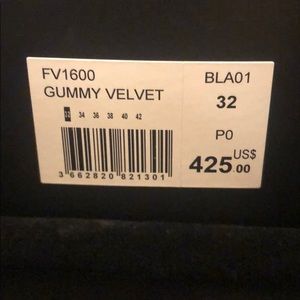 FV1600
GUMMY VELVET
32 34 36 38 40 42
3 662820 821301
BLA01
32
P0
US$
425.00